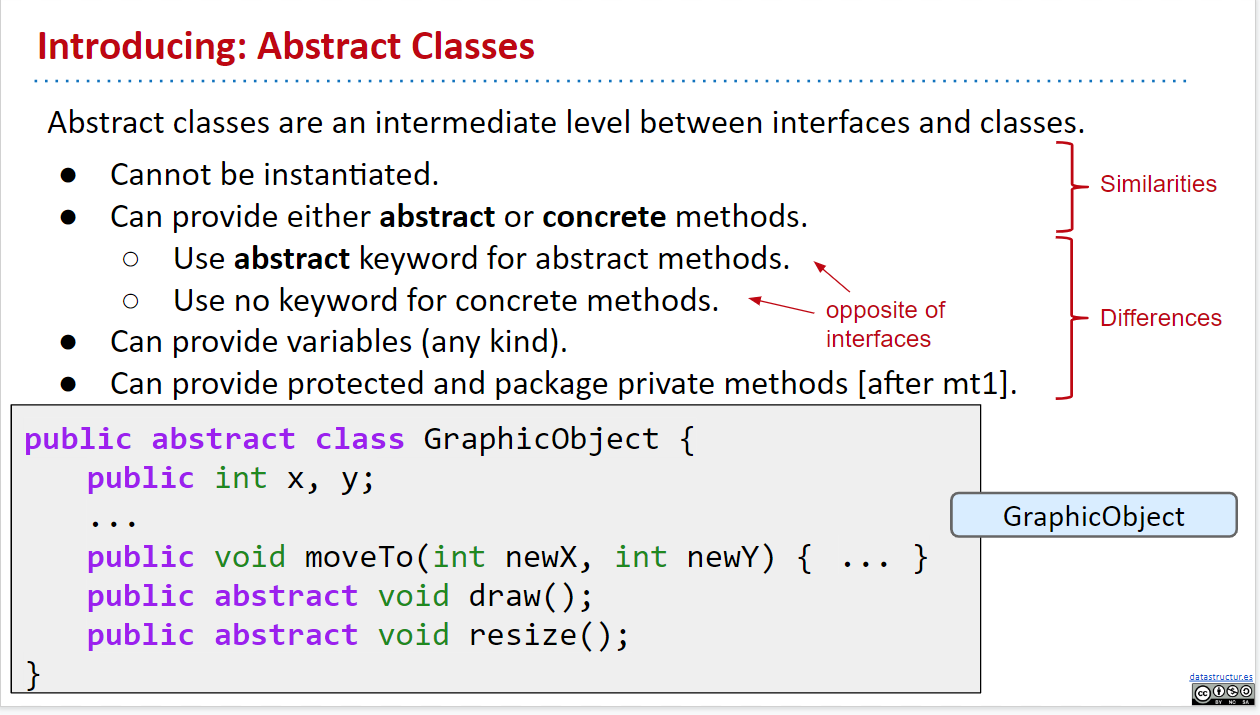 Introducing: Abstract Classes
Abstract classes are an intermediate level between interfaces and classes.
● Cannot be instantiated.
● Can provide either abstract or concrete methods.
○ Use abstract keyword for abstract methods.
○ Use no keyword for concrete methods.
● Can provide variables (any kind).
● Can provide protected and package private methods [after mt1].
Similarities
opposite of
interfaces
Differences
public abstract class GraphicObject {
public int x, y;
...
public void moveTo(int newX, int newY) { ... }
public abstract void draw();
public abstract void resize();
}
GraphicObject
datastructur.es
cc
BY NC SA